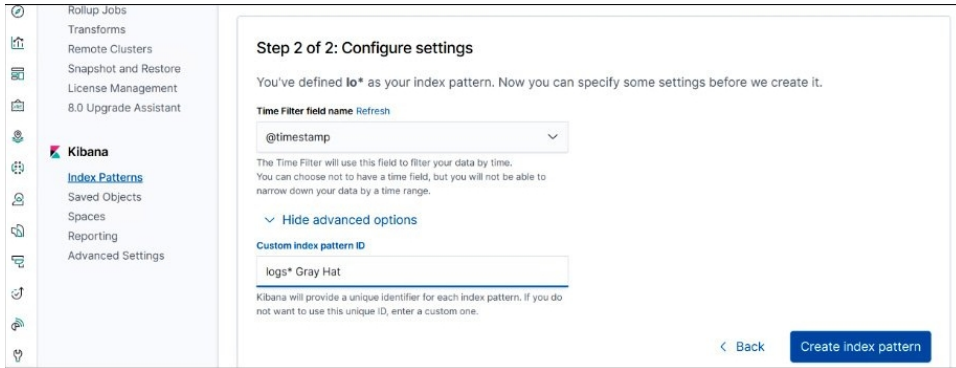 Rollup Jobs
Transforms
Remote Clusters
Snapshot and Restore
License Management
8.0 Upgrade Assistant
Kibana
Index Patterns
Saved Objects
Spaces
Reporting
Advanced Settings
Step 2 of 2: Configure settings
You've defined lo* as your index pattern. Now you can specify some settings before we create it.
Time Filter field name Refresh
@timestamp
The Time Filter will use this field to filter your data by time.
You can choose not to have a time field, but you will not be able to
narrow down your data by a time range.
Hide advanced options
Custom index pattern ID
logs* Gray Hat
Kibana will provide a unique identifier for each index pattern. If you do
not want to use this unique ID, enter a custom one.
Back
Create index pattern